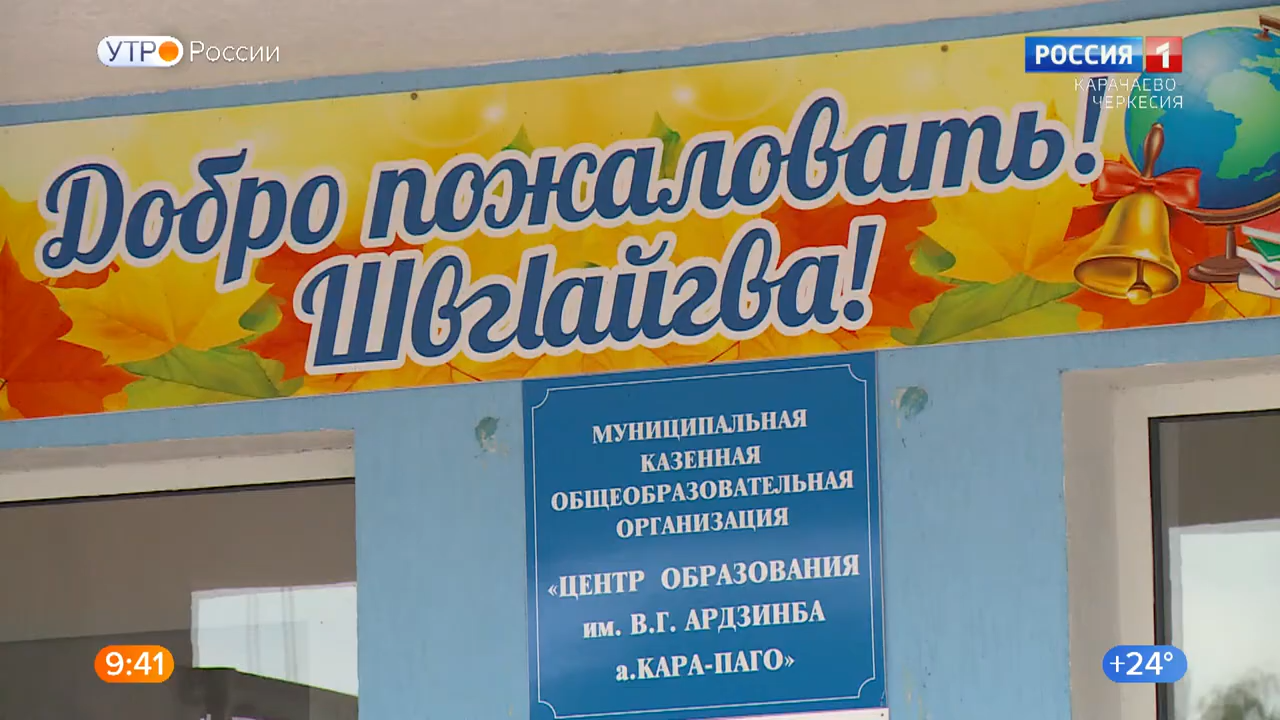 УТРО России
РОССИЯ 1
КАРАЧАЕВО
ЧЕРКЕСИЯ
Добро пожаловать!
ШвгӀайгва!
МУНИЦИПАЛЬНАЯ
КАЗЕННАЯ
ОБЩЕОБРАЗОВАТЕЛЬНАЯ
ОРГАНИЗАЦИЯ
«ЦЕНТР ОБРАЗОВАНИЯ
им. В.Г. АРДЗИНБА
а.КАРА-ПАГО»
9:41
+24°